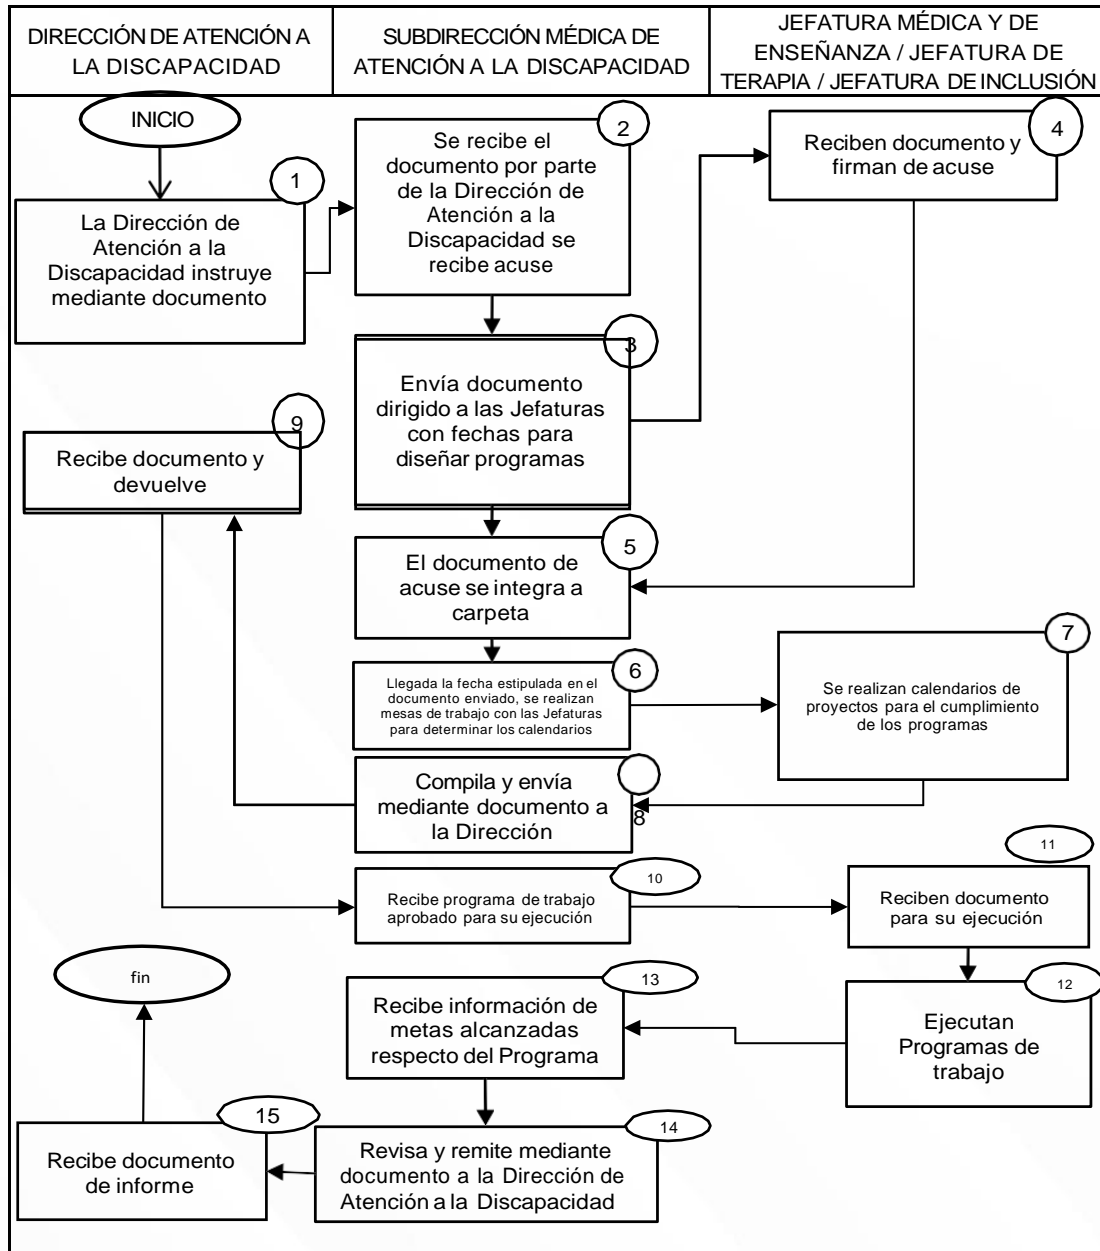 DIRECCIÓN DE ATENCIÓN A
LA DISCAPACIDAD
SUBDIRECCIÓN MÉDICA DE
ATENCIÓN A LA DISCAPACIDAD
JEFATURA MÉDICA Y DE
ENSEÑANZA / JEFATURA DE
TERAPIA / JEFATURA DE INCLUSIÓN
INICIO
1
La Dirección de
Atención a la
Discapacidad instruye
mediante documento
2
Se recibe el
documento por parte
de la Dirección de
Atención a la
Discapacidad se
recibe acuse
3
Envía documento
dirigido a las Jefaturas
con fechas para
diseñar programas
4
Reciben documento y
firman de acuse
5
El documento de
acuse se integra a
carpeta
6
Llegada la fecha estipulada en el
documento enviado, se realizan
mesas de trabajo con las Jefaturas
para determinar los calendarios
7
Se realizan calendarios de
proyectos para el cumplimiento
de los programas
8
Compila y envía
mediante documento a
la Dirección
9
Recibe documento y
devuelve
10
Recibe programa de trabajo
aprobado para su ejecución
11
Reciben documento
para su ejecución
12
Ejecutan
Programas de
trabajo
13
Recibe información de
metas alcanzadas
respecto del Programa
14
Revisa y remite mediante
documento a la Dirección de
Atención a la Discapacidad
15
Recibe documento
de informe
fin